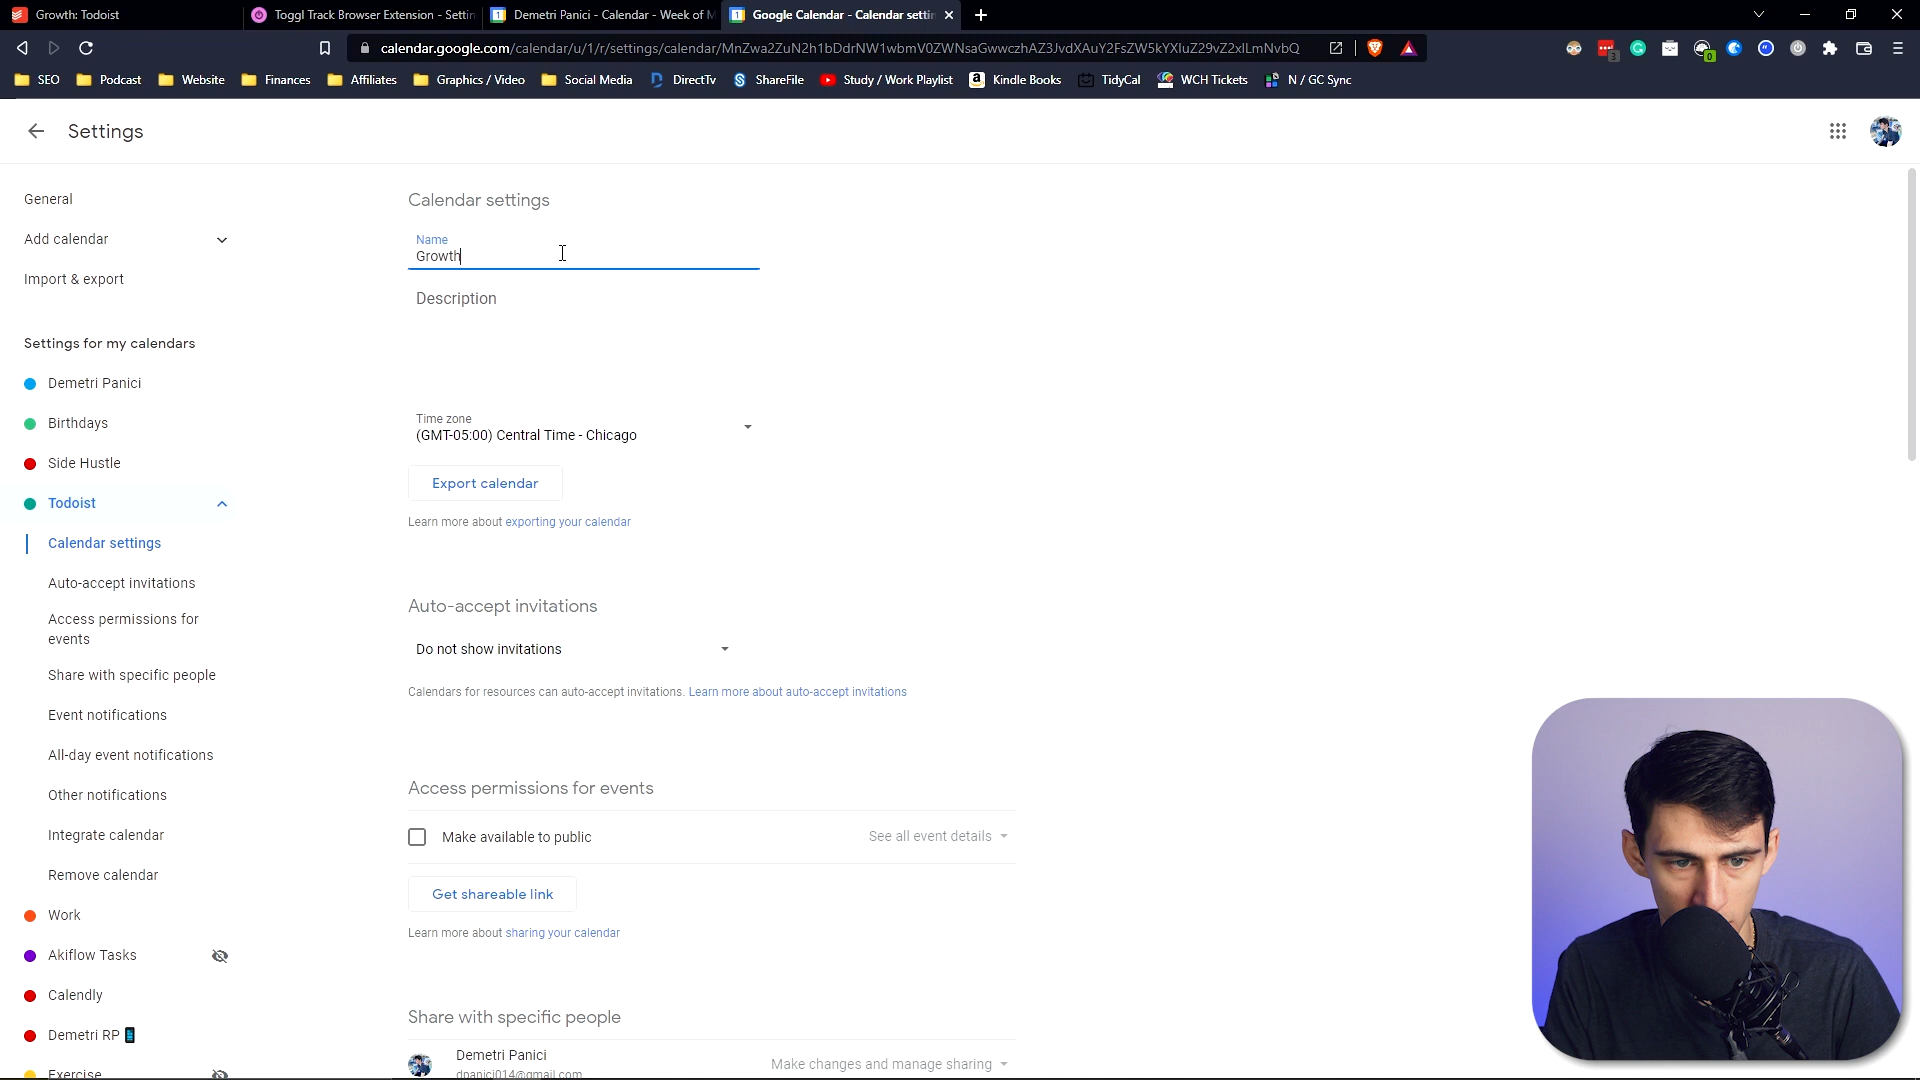 Growth: Todoist
Toggl Track Browser Extension - Settin
Demetri Panici - Calendar - Week of M
Google Calendar - Calendar settin
calendar.google.com/calendar/u/1/r/settings/calendar/MnZwa2ZuN2h1bDdrNW1wbmV0ZWNsaGwwczhAZ3JvdXAuY2FsZW5kYXIuZ29vZ2xlLmNvbQ
SEO
Podcast
Website
Finances
Affiliates
Graphics / Video
Social Media
DirectTv
ShareFile
Study / Work Playlist
Kindle Books
TidyCal
WCH Tickets
N / GC Sync
Settings
General
Add calendar
Import & export
Settings for my calendars
Demetri Panici
Birthdays
Side Hustle
Todoist
Calendar settings
Auto-accept invitations
Access permissions for
events
Share with specific people
Event notifications
All-day event notifications
Other notifications
Integrate calendar
Remove calendar
Work
Akiflow Tasks
Calendly
Demetri RP
Exercise
Calendar settings
Name
Growth
Description
Time zone
(GMT-05:00) Central Time - Chicago
Export calendar
Learn more about exporting your calendar
Auto-accept invitations
Do not show invitations
Calendars for resources can auto-accept invitations. Learn more about auto-accept invitations
Access permissions for events
Make available to public
See all event details
Get shareable link
Learn more about sharing your calendar
Share with specific people
Demetri Panici
dpanici014@gmail.com
Make changes and manage sharing